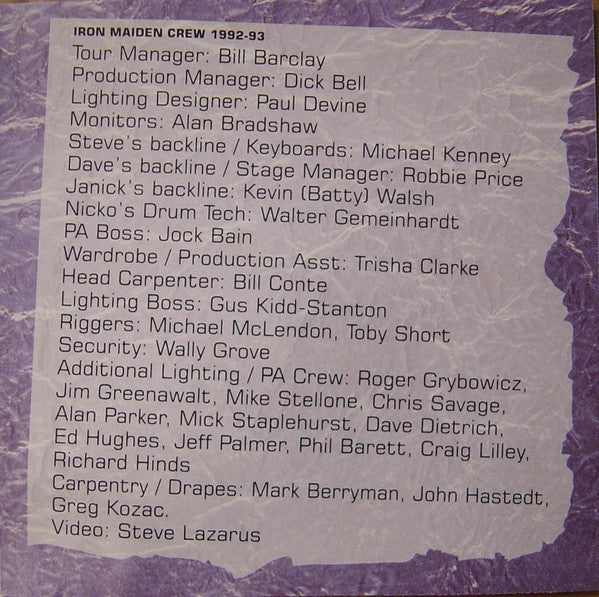 IRON MAIDEN CREW 1992-93
Tour Manager: Bill Barclay
Production Manager: Dick Bell
Lighting Designer: Paul Devine
Monitors: Alan Bradshaw
Steve's backline / Keyboards: Michael Kenney
Dave's backline / Stage Manager: Robbie Price
Janick's backline: Kevin (Batty) Walsh
Nicko's Drum Tech: Walter Gemeinhardt
PA Boss: Jock Bain
Wardrobe / Production Asst: Trisha Clarke
Head Carpenter: Bill Conte
Lighting Boss: Gus Kidd-Stanton
Riggers: Michael McLendon, Toby Short
Security: Wally Grove
Additional Lighting / PA Crew: Roger Grybowicz,
Jim Greenawalt, Mike Stellone, Chris Savage,
Alan Parker, Mick Staplehurst, Dave Dietrich,
Ed Hughes, Jeff Palmer, Phil Barett, Craig Lilley,
Richard Hinds
Carpentry / Drapes: Mark Berryman, John Hastedt,
Greg Kozac.
Video: Steve Lazarus